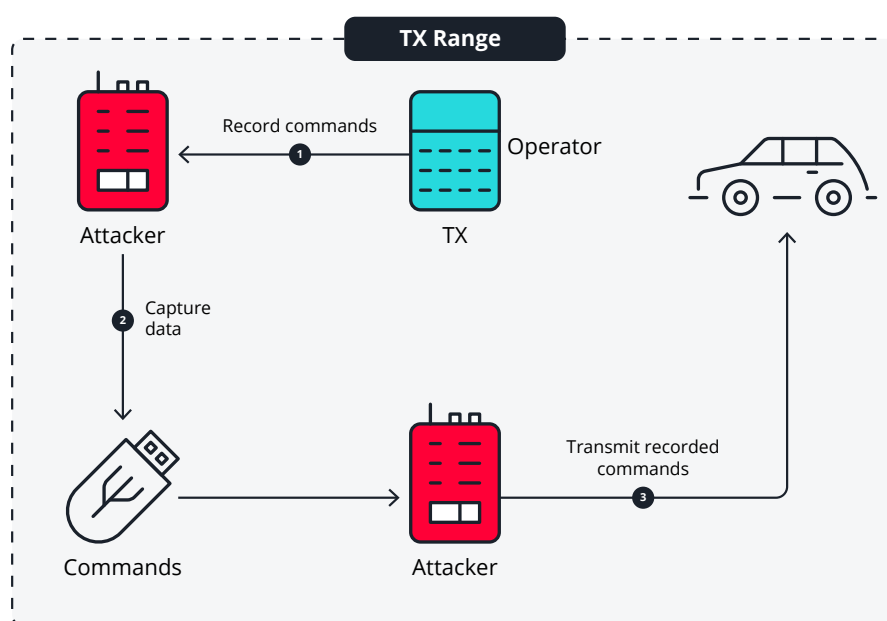 TX Range
Record commands
1
Operator
Attacker
TX
2
Capture
data
Transmit recorded
commands
3
Commands
Attacker